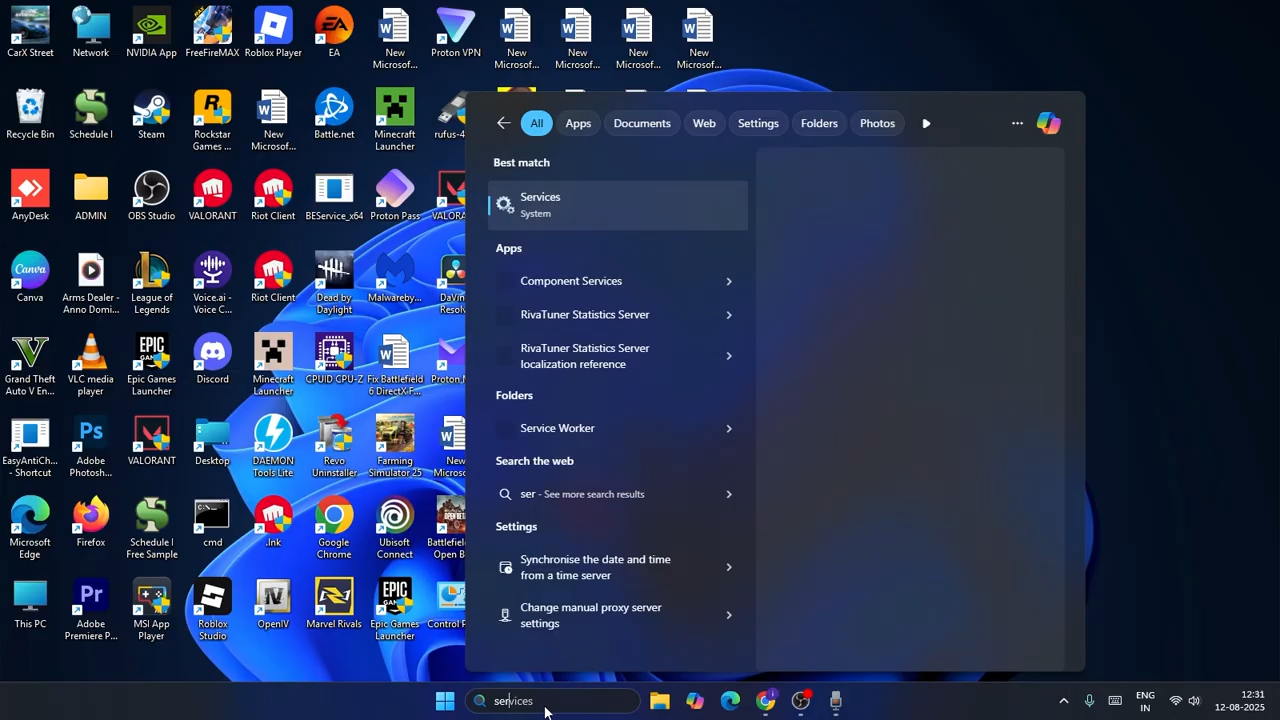 CarX Street
Network
NVIDIA App
FreeFireMAX
Roblox Player
EA
New
Microsof...
Proton VPN
New
Microsof...
New
Microsof...
New
Microsof...
New
Microsof...
Recycle Bin
Schedule I
Steam
Rockstar
Games ...
New
Microsof...
Battle.net
Minecraft
Launcher
rufus-4
AnyDesk
ADMIN
OBS Studio
VALORANT
Riot Client
BEService_x64
Proton Pass
VALORA
Canva
Arms Dealer -
Anno Domi...
League of
Legends
Voice.ai -
Voice C...
Riot Client
Dead by
Daylight
Malwareby...
DaVin
Resolv
Grand Theft
Auto V En...
VLC media
player
Epic Games
Launcher
Discord
Minecraft
Launcher
CPUID CPU-Z
Fix Battlefield
6 DirectX F...
Proton M
EasyAntiCh...
- Shortcut
Adobe
Photosh...
VALORANT
Desktop
DAEMON
Tools Lite
Revo
Uninstaller
Farming
Simulator 25
New
Microso
Microsoft
Edge
Firefox
Schedule I
Free Sample
cmd
.lnk
Google
Chrome
Ubisoft
Connect
Battlefiel
Open B
This PC
Adobe
Premiere P...
MSI App
Player
Roblox
Studio
OpenIV
Marvel Rivals
Epic Games
Launcher
Control P
All
Apps
Documents
Web
Settings
Folders
Photos
Best match
Services
System
Apps
Component Services
RivaTuner Statistics Server
RivaTuner Statistics Server
localization reference
Folders
Service Worker
Search the web
ser - See more search results
Settings
Synchronise the date and time
from a time server
Change manual proxy server
settings
services
ENG
IN
12:31
12-08-2025